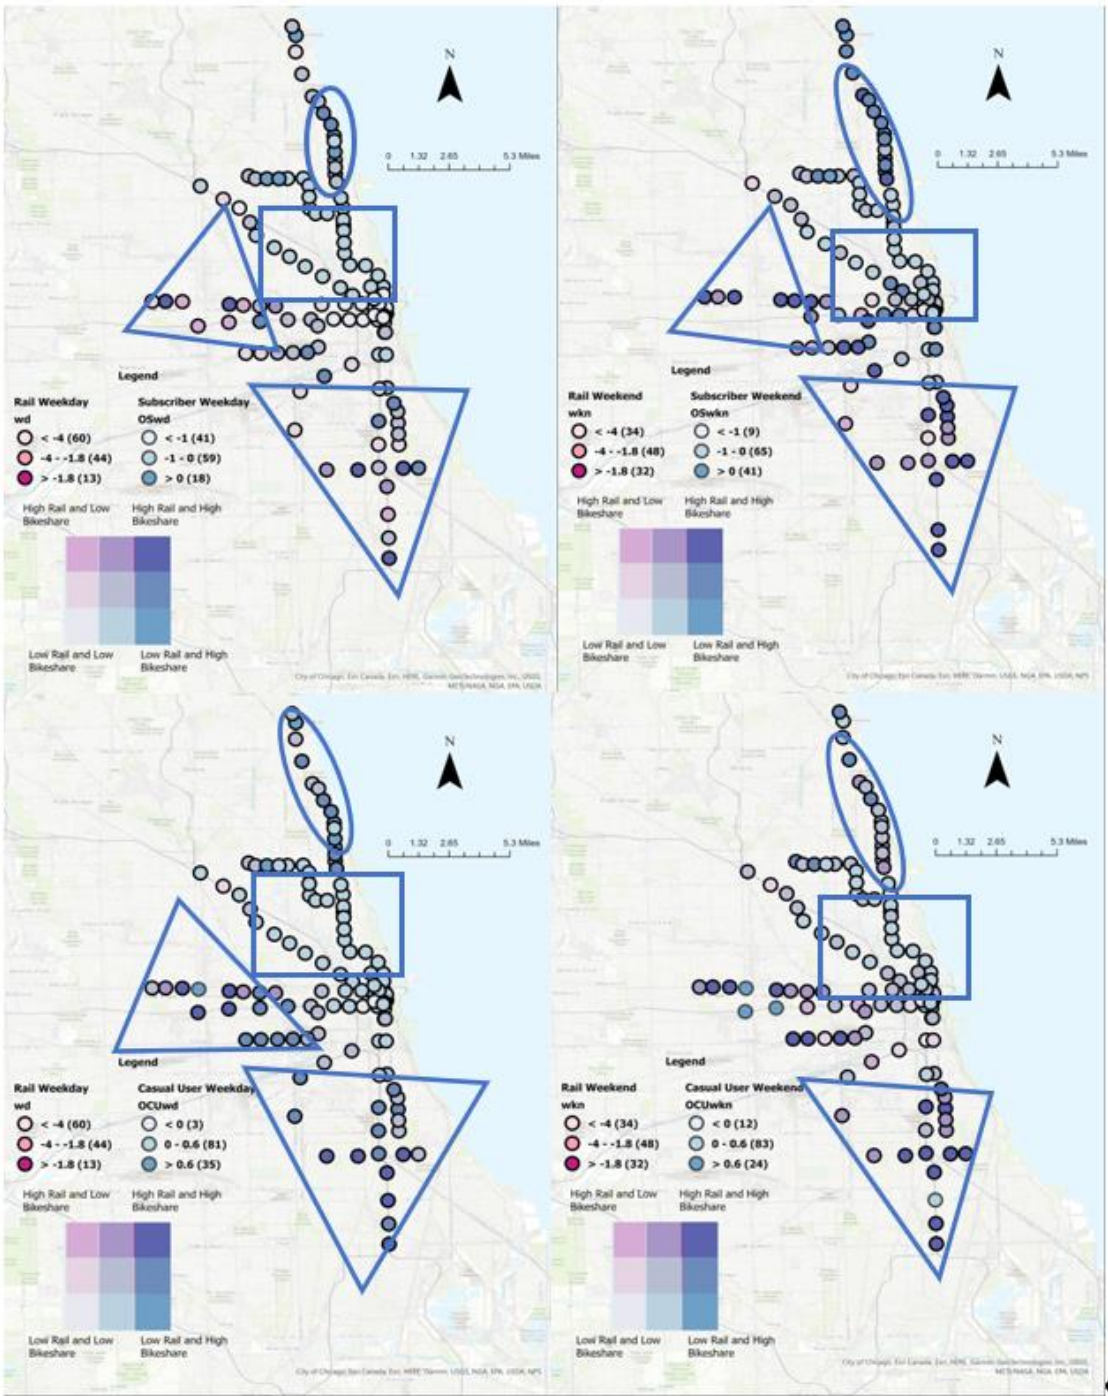 N
0 1.32 2.65 5.3 Miles
Legend
Rail Weekday Subscriber Weekday
wd OSwd
< -4 (60) < -1 (41)
-4 - -1.8 (44) -1 - 0 (59)
> -1.8 (13) > 0 (18)
High Rail and Low High Rail and High
Bikeshare Bikeshare
Low Rail and Low Low Rail and High
Bikeshare Bikeshare
N
0 1.32 2.65 5.3 Miles
Legend
Rail Weekend Subscriber Weekend
wkn OSwkn
< -4 (34) < -1 (9)
-4 - -1.8 (48) -1 - 0 (65)
> -1.8 (32) > 0 (41)
High Rail and Low High Rail and High
Bikeshare Bikeshare
Low Rail and Low Low Rail and High
Bikeshare Bikeshare
N
0 1.32 2.65 5.3 Miles
Legend
Rail Weekday Casual User Weekday
wd OCUwd
< -4 (60) < 0 (3)
-4 - -1.8 (44) 0 - 0.6 (81)
> -1.8 (13) > 0.6 (35)
High Rail and Low High Rail and High
Bikeshare Bikeshare
Low Rail and Low Low Rail and High
Bikeshare Bikeshare
N
0 1.32 2.65 5.3 Miles
Legend
Rail Weekend Casual User Weekend
wkn OCUwkn
< -4 (34) < 0 (12)
-4 - -1.8 (48) 0 - 0.6 (83)
> -1.8 (32) > 0.6 (24)
High Rail and Low High Rail and High
Bikeshare Bikeshare
Low Rail and Low Low Rail and High
Bikeshare Bikeshare